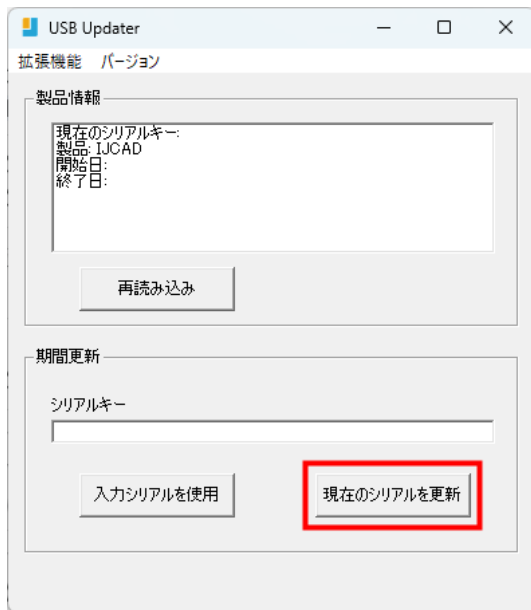 USB Updater
拡張機能 バージョン
製品情報
現在のシリアルキー:
製品: IJCAD
開始日:
終了日:
再読み込み
期間更新
シリアルキー
入力シリアルを使用 現在のシリアルを更新